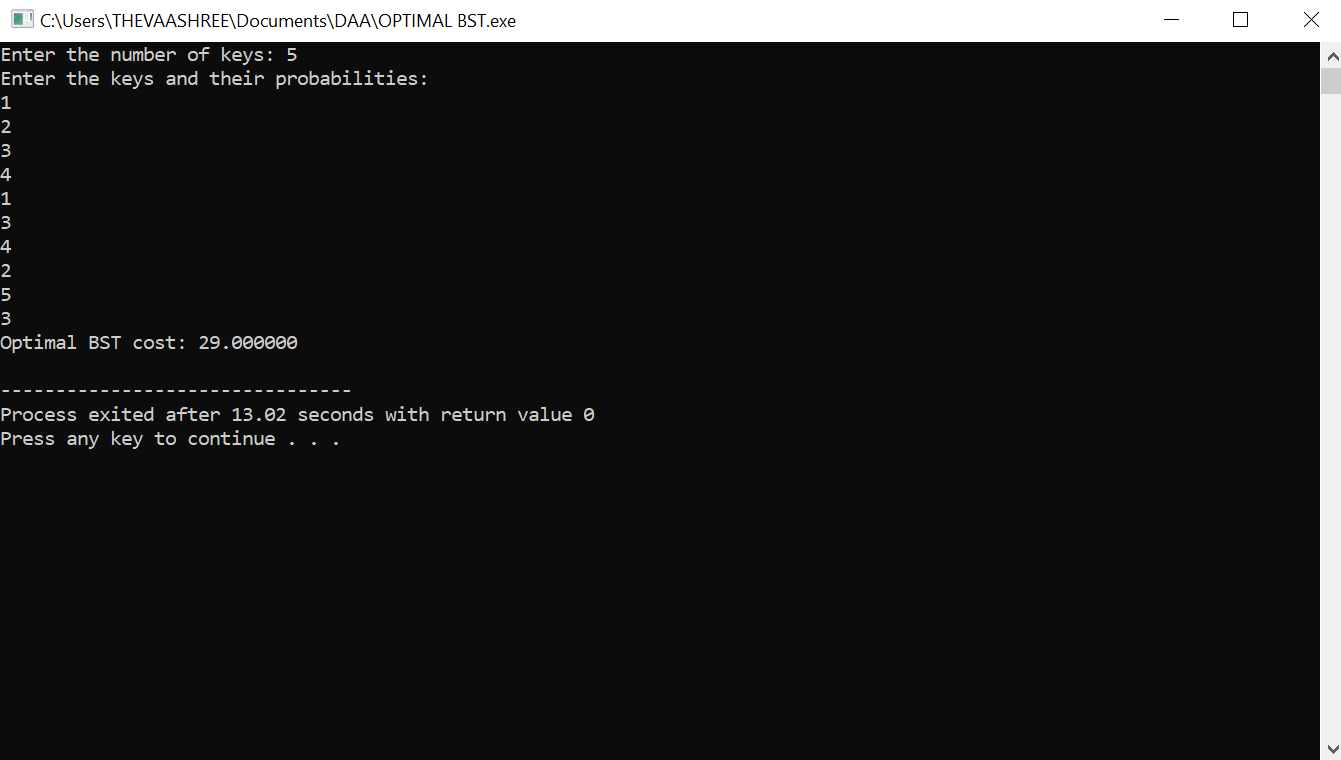 C:\Users\THEVAASHREE\Documents\DAA\OPTIMAL BST.exe
Enter the number of keys: 5
Enter the keys and their probabilities:
1
2
3
4
1
3
4
2
5
3
Optimal BST cost: 29.000000
--------------------------------
Process exited after 13.02 seconds with return value 0
Press any key to continue . . .